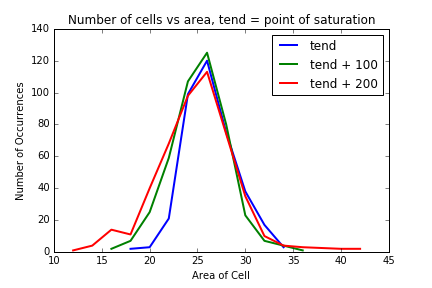 Number of cells vs area, tend = point of saturation
140
120
100
80
60
40
20
0
Number of Occurrences
tend
tend + 100
tend + 200
10 15 20 25 30 35 40 45
Area of Cell